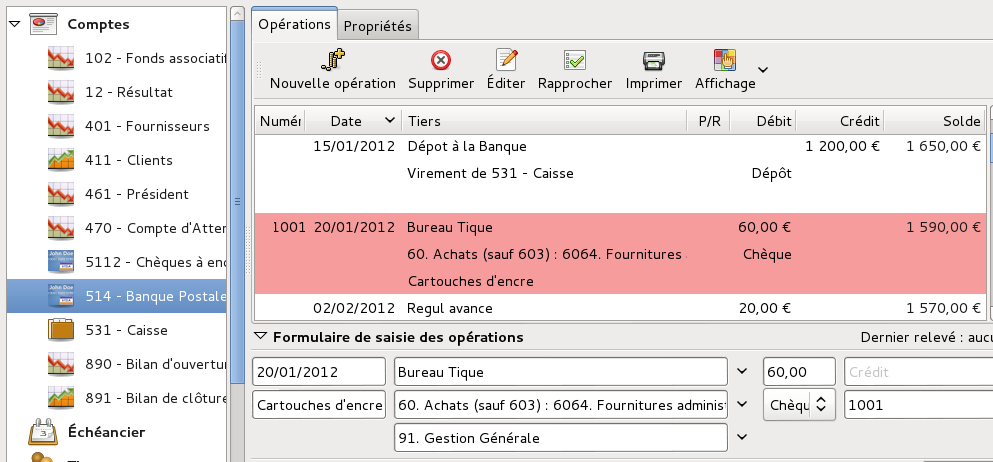 Comptes
102 - Fonds associatif
12 - Résultat
401 - Fournisseurs
411 - Clients
461 - Président
470 - Compte d'Atter
5112 - Chèques à en
514 - Banque Postale
531 - Caisse
890 - Bilan d'ouvertu
891 - Bilan de clôture
Échéancier
Opérations Propriétés
Nouvelle opération Supprimer Éditer Rapprocher Imprimer Affichage
Numér Date Tiers P/R Débit Crédit Solde
15/01/2012 Dépot à la Banque 1 200,00 € 1 650,00 €
Virement de 531 - Caisse Dépôt
1001 20/01/2012 Bureau Tique 60,00 € 1 590,00 €
60. Achats (sauf 603) : 6064. Fournitures Chèque
Cartouches d'encre
02/02/2012 Regul avance 20,00 € 1 570,00 €
Formulaire de saisie des opérations Dernier relevé : aucu
20/01/2012 Bureau Tique 60,00 Crédit
Cartouches d'encre 60. Achats (sauf 603) : 6064. Fournitures administ Chèqu 1001
91. Gestion Générale